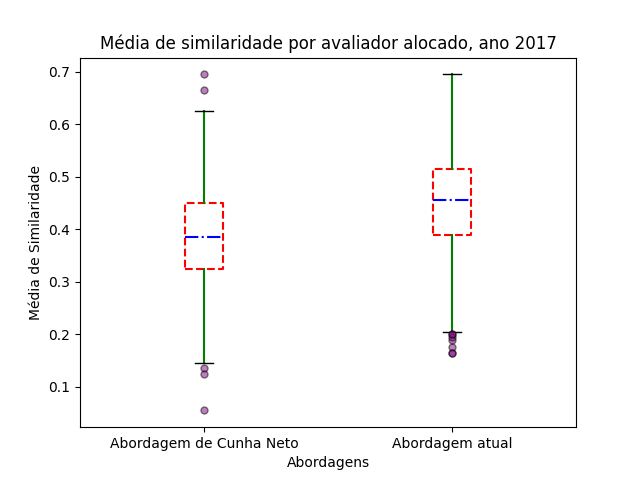 Média de similaridade por avaliador alocado, ano 2017
Média de Similaridade
0.7
0.6
0.5
0.4
0.3
0.2
0.1
Abordagem de Cunha Neto
Abordagem atual
Abordagens